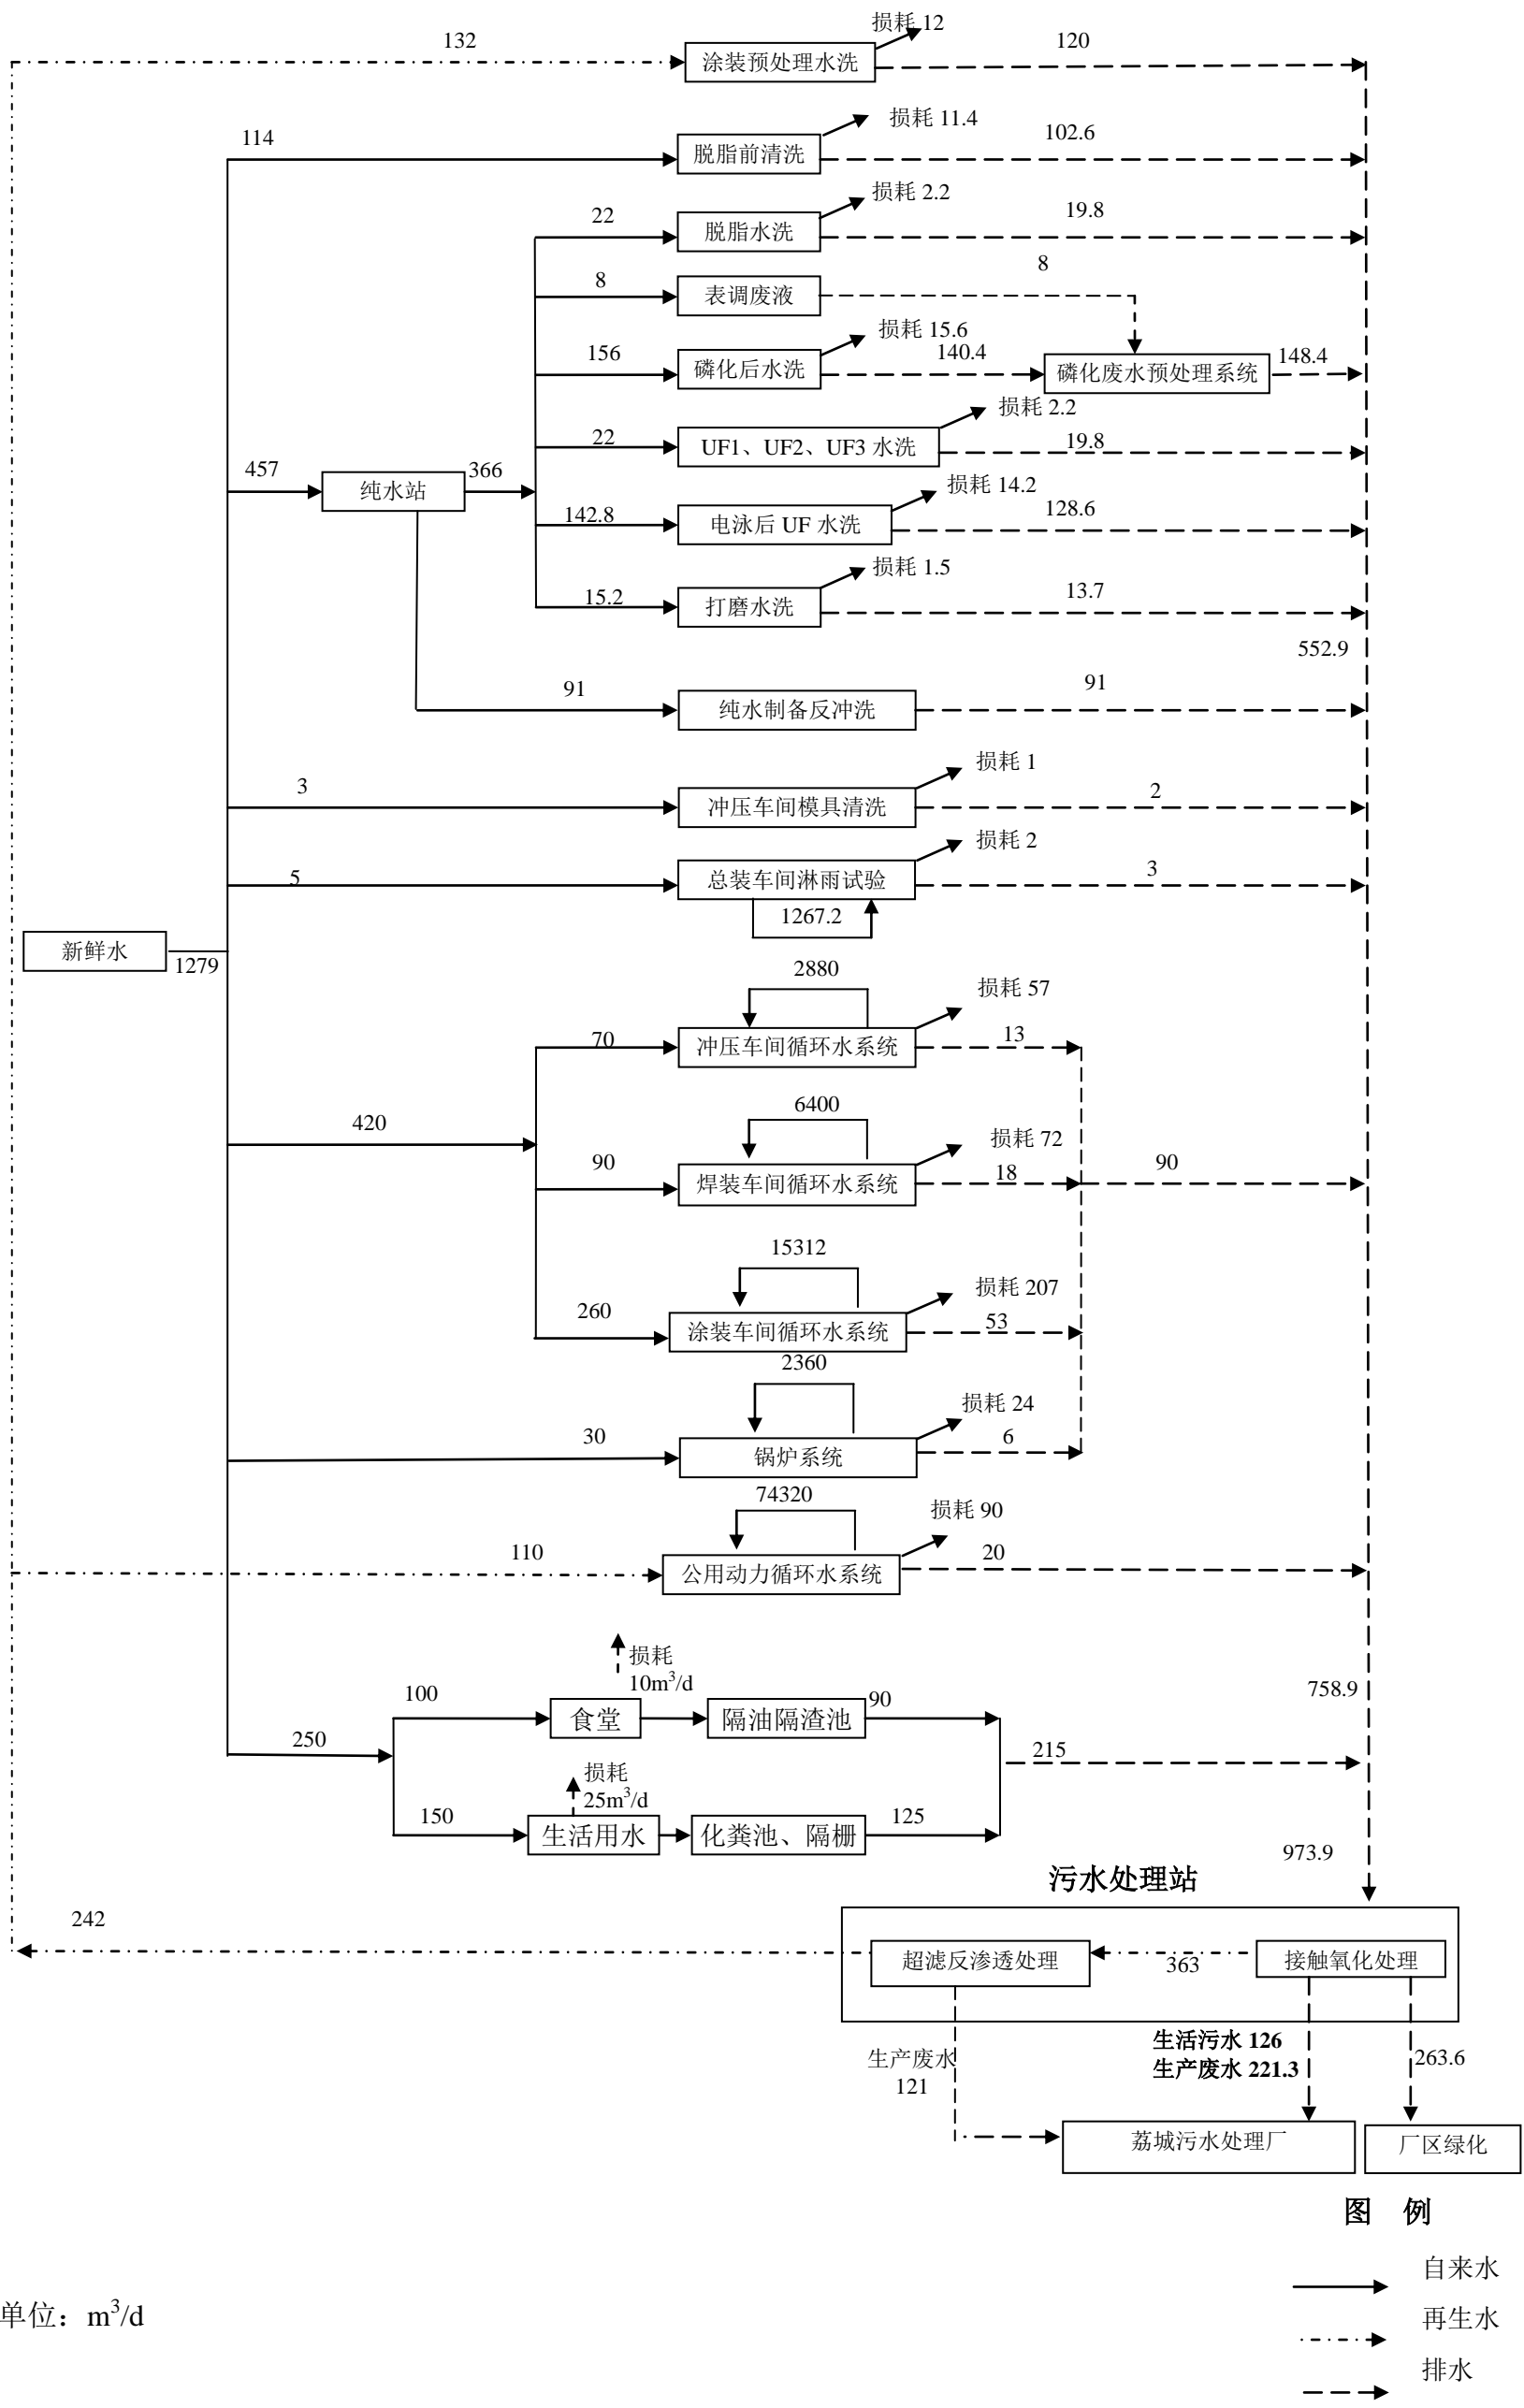 损耗 12
132
120
涂装预处理水洗
损耗 11.4
114
102.6
脱脂前清洗
损耗 2.2
22
19.8
脱脂水洗
8
8
表调废液
损耗 15.6
156
140.4
148.4
磷化后水洗
磷化废水预处理系统
损耗 2.2
22
UF1、UF2、UF3 水洗
19.8
457
366
纯水站
损耗 14.2
142.8
电泳后 UF 水洗
128.6
损耗 1.5
15.2
打磨水洗
13.7
552.9
91
91
纯水制备反冲洗
损耗 1
3
2
冲压车间模具清洗
损耗 2
5
总装车间淋雨试验
3
1267.2
新鲜水
1279
2880
损耗 57
70
冲压车间循环水系统
13
6400
420
损耗 72
90
焊装车间循环水系统
18
90
15312
损耗 207
260
涂装车间循环水系统
53
2360
损耗 24
30
锅炉系统
6
74320
损耗 90
110
公用动力循环水系统
20
损耗
10m³/d
100
食堂
隔油隔渣池
90
758.9
250
215
损耗
25m³/d
150
生活用水
化粪池、隔栅
125
973.9
污水处理站
242
超滤反渗透处理
363
接触氧化处理
生活污水 126
生产废水 221.3
263.6
生产废水
121
荔城污水处理厂
厂区绿化
图 例
自来水
再生水
排水
单位：m³/d